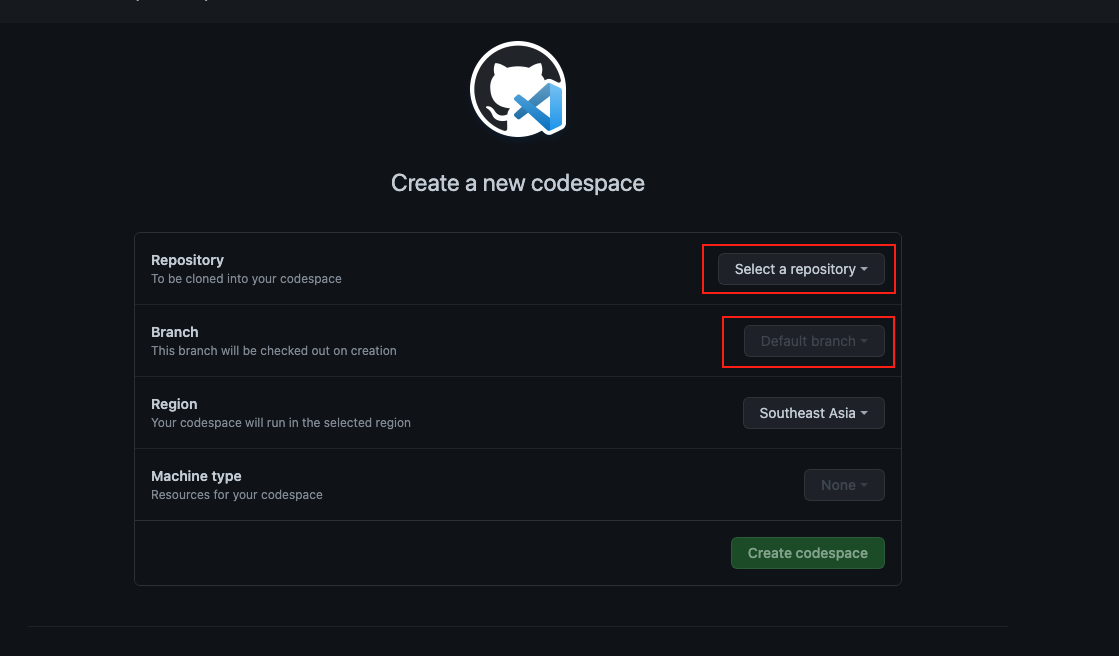 Create a new codespace
Repository
To be cloned into your codespace
Select a repository
Branch
This branch will be checked out on creation
Default branch
Region
Your codespace will run in the selected region
Southeast Asia
Machine type
Resources for your codespace
None
Create codespace